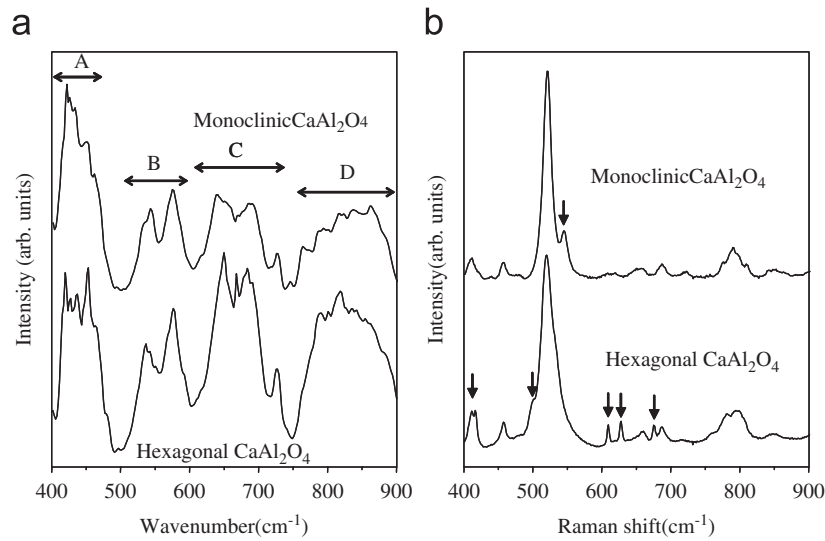 a
A
MonoclinicCaAl₂O₄
B
C
D
Intensity (arb. units)
Hexagonal CaAl₂O₄
400 500 600 700 800 900
Wavenumber(cm⁻¹)
b
MonoclinicCaAl₂O₄
Intensity(arb. units)
Hexagonal CaAl₂O₄
400 500 600 700 800 900
Raman shift(cm⁻¹)